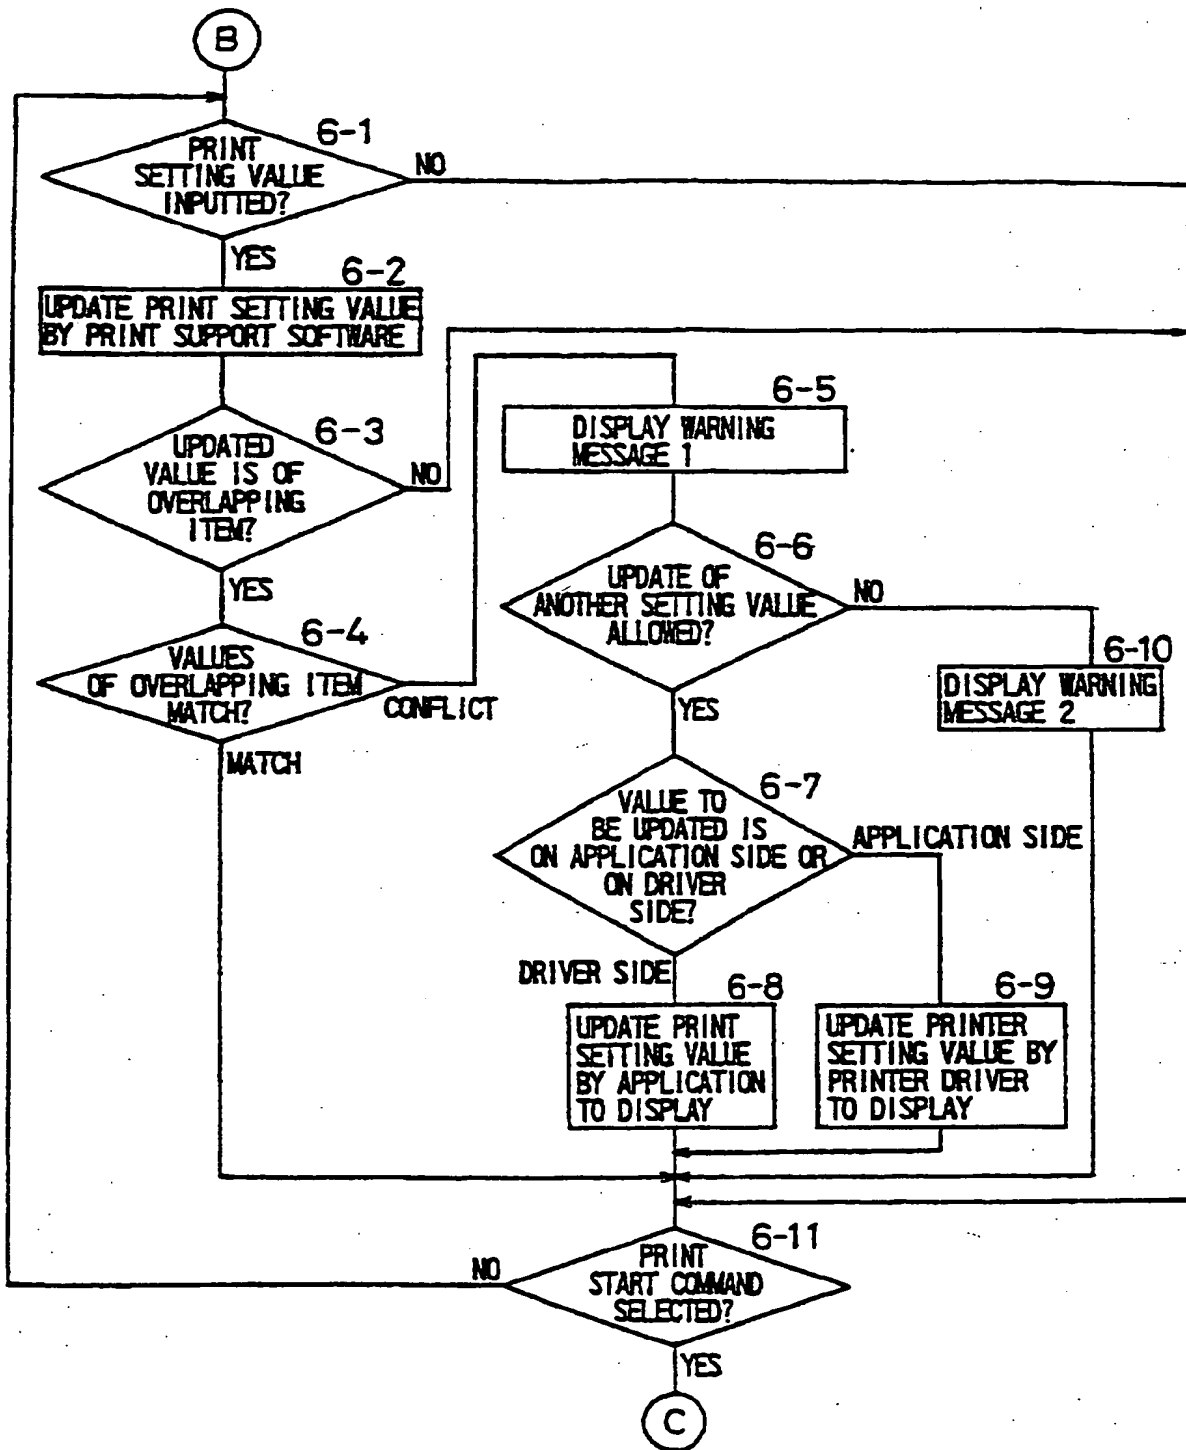 B
6-1
PRINT
SETTING VALUE
INPUTTED?
NO
YES
6-2
UPDATE PRINT SETTING VALUE
BY PRINT SUPPORT SOFTWARE
6-3
UPDATED
VALUE IS OF
OVERLAPPING
ITEM?
NO
YES
6-4
VALUES
OF OVERLAPPING ITEM
MATCH?
CONFLICT
MATCH
6-5
DISPLAY WARNING
MESSAGE 1
6-6
UPDATE OF
ANOTHER SETTING VALUE
ALLOWED?
NO
YES
6-10
DISPLAY WARNING
MESSAGE 2
6-7
VALUE TO
BE UPDATED IS
ON APPLICATION SIDE OR
ON DRIVER
SIDE?
APPLICATION SIDE
DRIVER SIDE
6-8
UPDATE PRINT
SETTING VALUE
BY APPLICATION
TO DISPLAY
6-9
UPDATE PRINTER
SETTING VALUE BY
PRINTER DRIVER
TO DISPLAY
6-11
PRINT
START COMMAND
SELECTED?
NO
YES
C